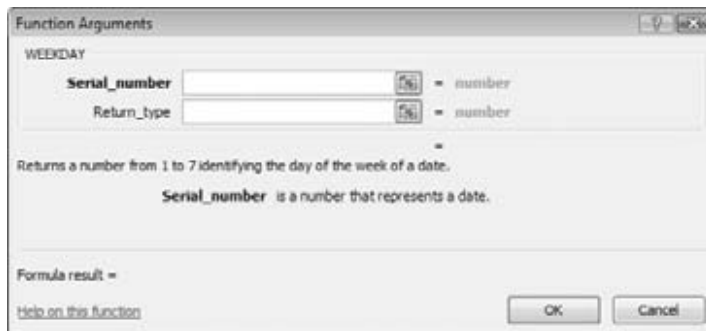 Function Arguments
WEEKDAY
Serial_number = number
Return_type = number
=
Returns a number from 1 to 7 identifying the day of the week of a date.
Serial_number is a number that represents a date.
Formula result =
Help on this function OK Cancel